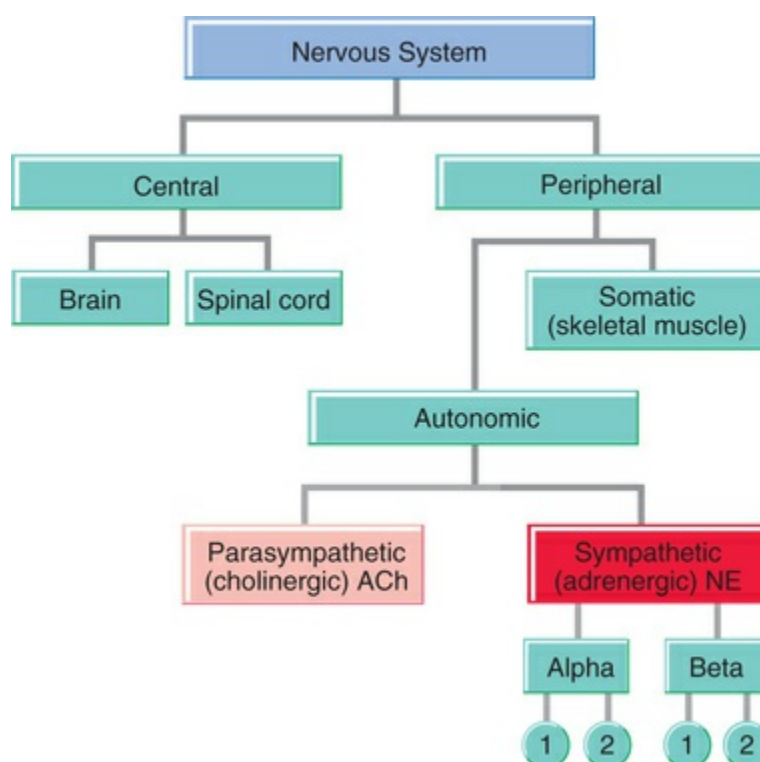 Nervous System
Central
Peripheral
Brain
Spinal cord
Somatic
(skeletal muscle)
Autonomic
Parasympathetic
(cholinergic) ACh
Sympathetic
(adrenergic) NE
Alpha
Beta
1
2
1
2